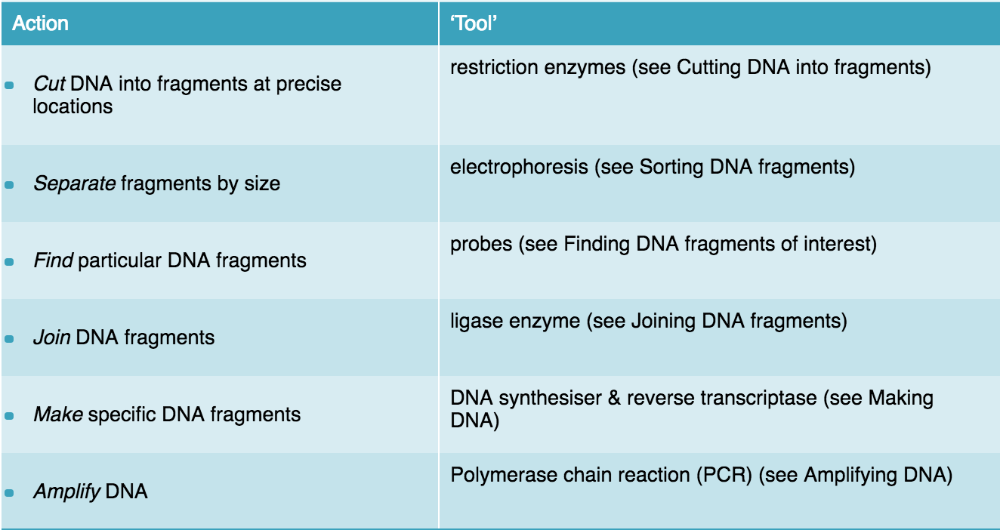 Action
‘Tool’
Cut DNA into fragments at precise
locations
restriction enzymes (see Cutting DNA into fragments)
Separate fragments by size
electrophoresis (see Sorting DNA fragments)
Find particular DNA fragments
probes (see Finding DNA fragments of interest)
Join DNA fragments
ligase enzyme (see Joining DNA fragments)
Make specific DNA fragments
DNA synthesiser & reverse transcriptase (see Making
DNA)
Amplify DNA
Polymerase chain reaction (PCR) (see Amplifying DNA)